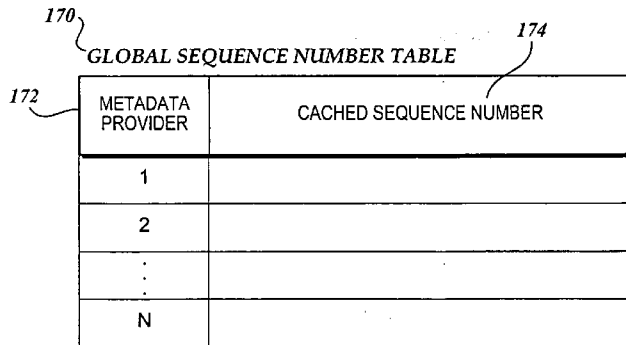 170
174
GLOBAL SEQUENCE NUMBER TABLE
172
METADATA
PROVIDER
CACHED SEQUENCE NUMBER
1
2
.
.
.
N